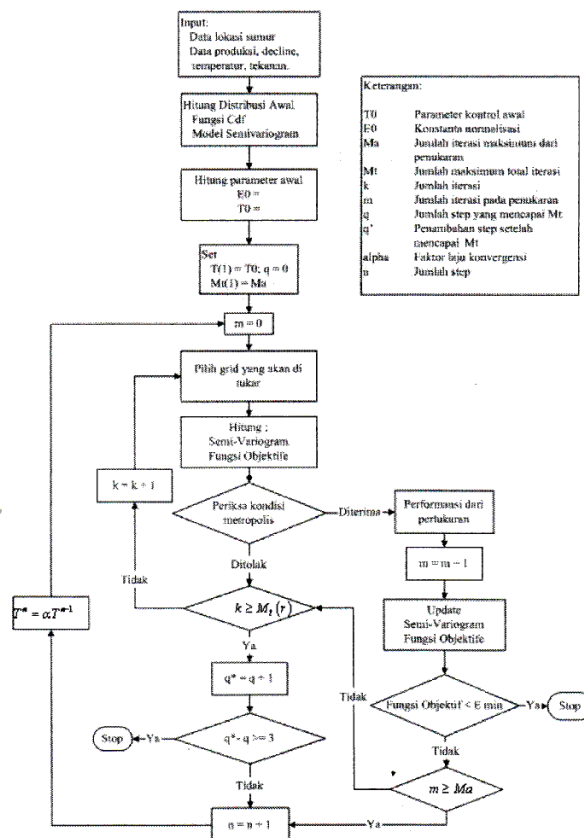 Input:
Data lokasi sumur
Data produksi, decline,
temperatur, tekanan.
Hitung Distribusi Awal
Fungsi Cdf
Model Semivariogram
Hitung parameter awal
E0 =
T0 =
Set
T(1) = T0; q = 0
Mt(1) = Ma
m = 0
Pilih grid yang akan di
tukar
Hitung ;
Semi-Variogram
Fungsi Objektife
k = k + 1
Periksa kondisi
metropolis
Diterima
Performansi dari
pertukaran
m = m - 1
Ditolak
Tidak
k ≥ M_t (r)
Update
Semi-Variogram
Fungsi Objektife
T^n = αT^n-1
Ya
q* = q + 1
Tidak
Fungsi Objektif < E min
Ya
Stop
Stop
Ya
q*- q >= 3
Tidak
Tidak
m ≥ Ma
Ya
n = n + 1
Keterangan:
T0 Parameter kontrol awal
E0 Konstanta normalisasi
Ma Jumlah iterasi maksimum dari
penukaran
Mt Jumlah maksimum total iterasi
k Jumlah iterasi
m Jumlah iterasi pada penukaran
q Jumlah step yang mencapai Mt
q* Penambahan step setelah
mencapai Mt
alpha Faktor laju konvergensi
n Jumlah step